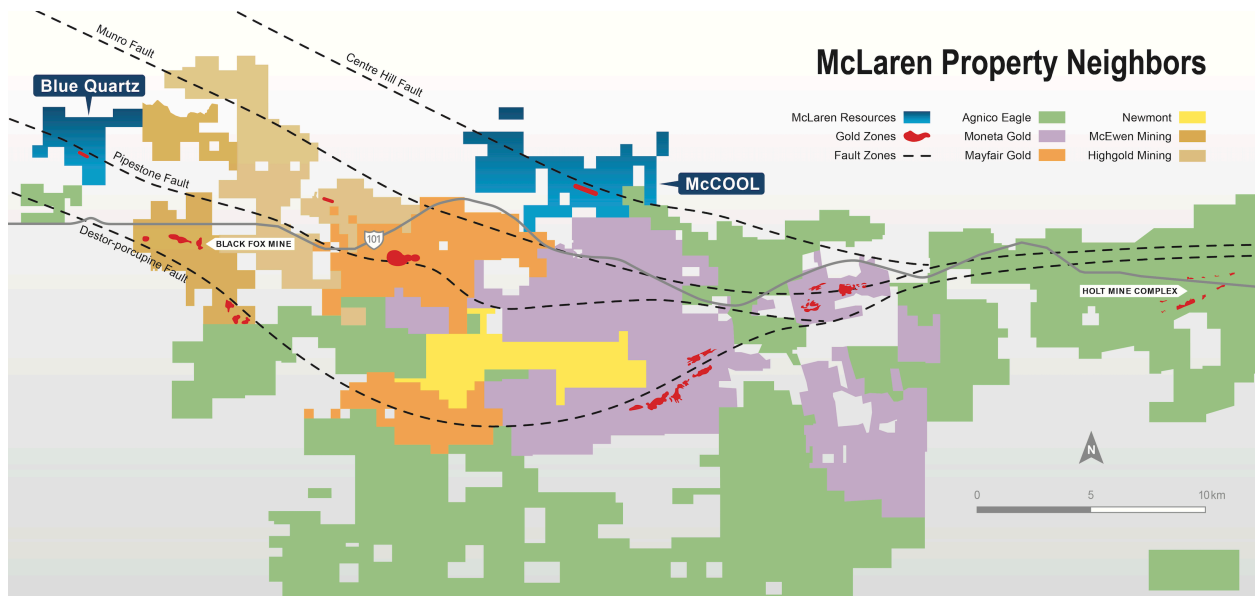 McLaren Property Neighbors
Munro Fault
Centre Hill Fault
Blue Quartz
McLaren Resources
Gold Zones
Fault Zones
Agnico Eagle
Moneta Gold
Mayfair Gold
Newmont
McEwen Mining
Highgold Mining
Pipestone Fault
McCOOL
Destor-porcupine Fault
BLACK FOX MINE
101
HOLT MINE COMPLEX
N
0 5 10km